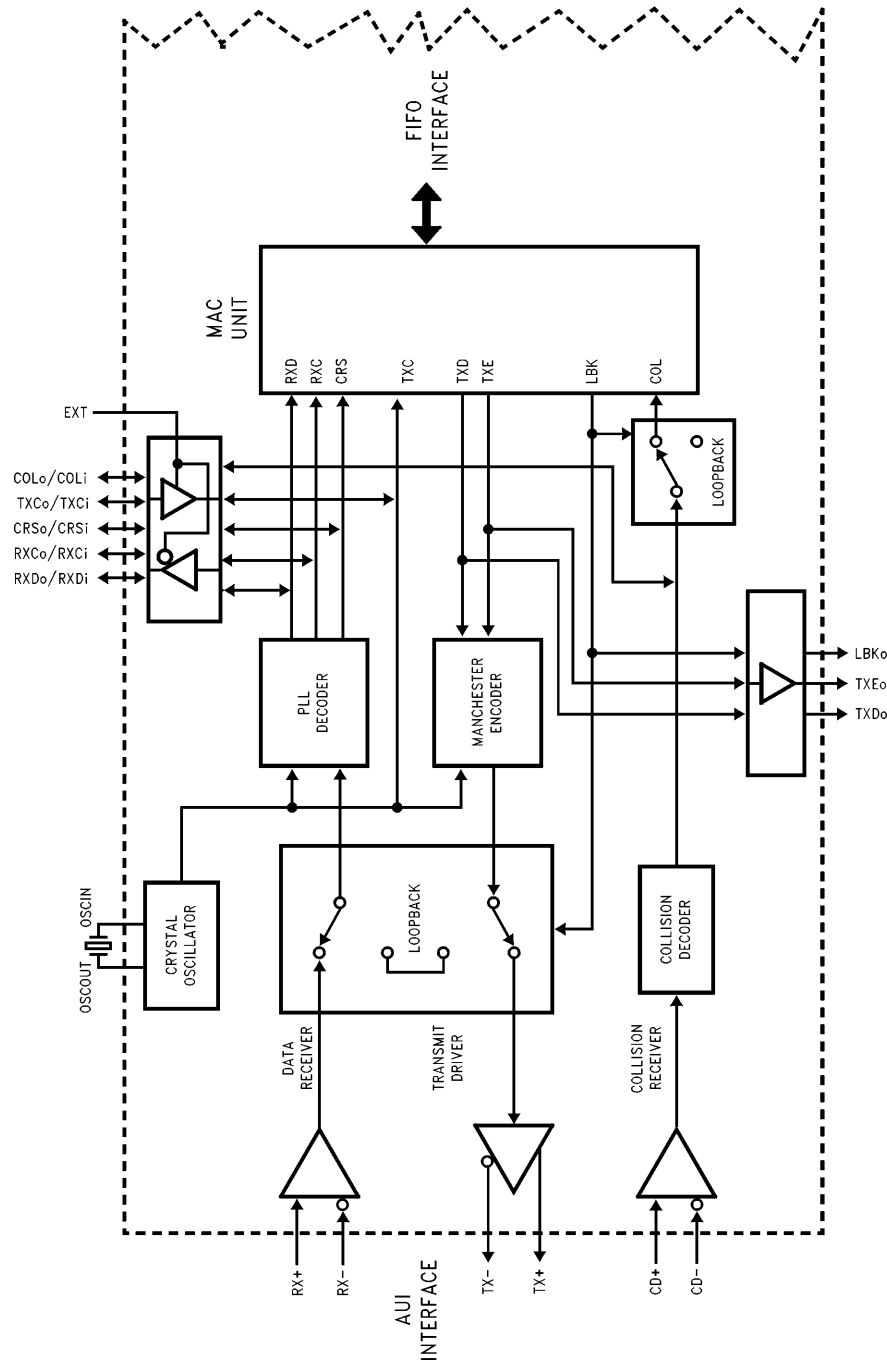 FIFO
INTERFACE
MAC
UNIT
RXD
RXC
CRS
TXC
TXD
TXE
LBK
COL
EXT
COLo/COLi
TXCo/TXCi
CRSo/CRSi
RXCo/RXCi
RXDo/RXDi
LOOPBACK
PLL
DECODER
MANCHESTER
ENCODER
LBKo
TXEo
TXDo
OSCIN
OSCOUT
CRYSTAL
OSCILLATOR
LOOPBACK
COLLISION
DECODER
DATA
RECEIVER
TRANSMIT
DRIVER
COLLISION
RECEIVER
RX+
RX-
TX-
TX+
CD+
CD-
AUI
INTERFACE